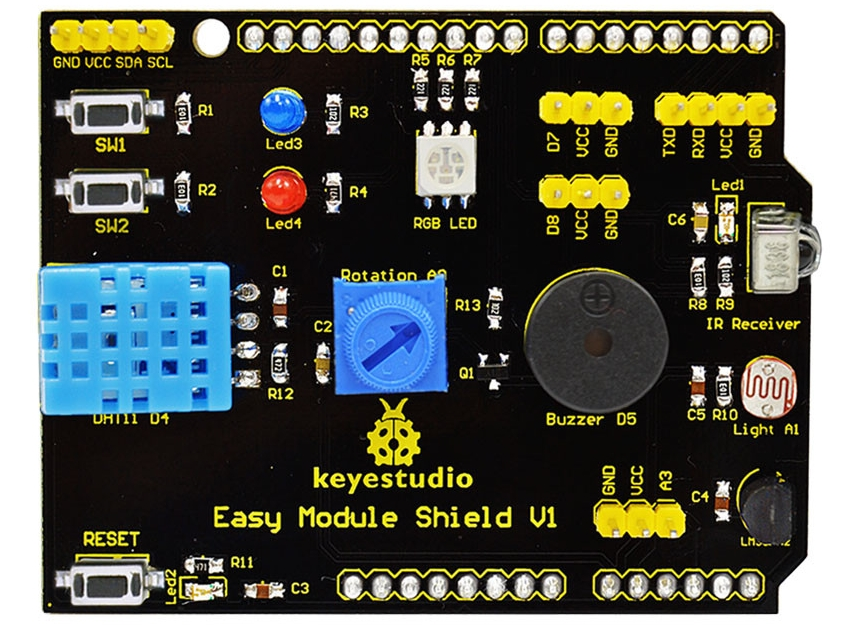 GND VCC SDA SCL
R5 R6 R7
R1
SW1
Led3
R3
D7 VCC GND
TXD RXD VCC GND
R2
SW2
Led4
R4
RGB LED
D8 VCC GND
Led1
C6
R8 R9
IR Receiver
C1
Rotation
R13
C2
Q1
R12
DHT11 D4
Buzzer D5
C5 R10
Light A1
keyestudio
Easy Module Shield V1
GND VCC A3
C4
RESET
Led2
R11
C3